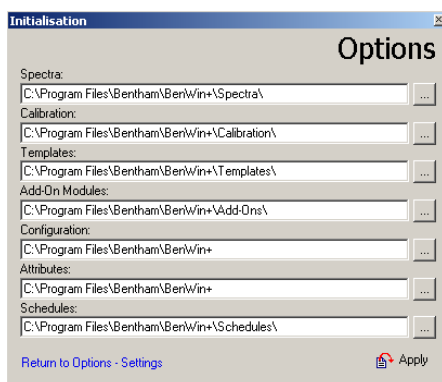 Initialisation
Options
Spectra:
C:\Program Files\Bentham\BenWin+\Spectra\
...
Calibration:
C:\Program Files\Bentham\BenWin+\Calibration\
...
Templates:
C:\Program Files\Bentham\BenWin+\Templates\
...
Add-On Modules:
C:\Program Files\Bentham\BenWin+\Add-Ons\
...
Configuration:
C:\Program Files\Bentham\BenWin+
...
Attributes:
C:\Program Files\Bentham\BenWin+
...
Schedules:
C:\Program Files\Bentham\BenWin+\Schedules\
...
Return to Options - Settings
Apply